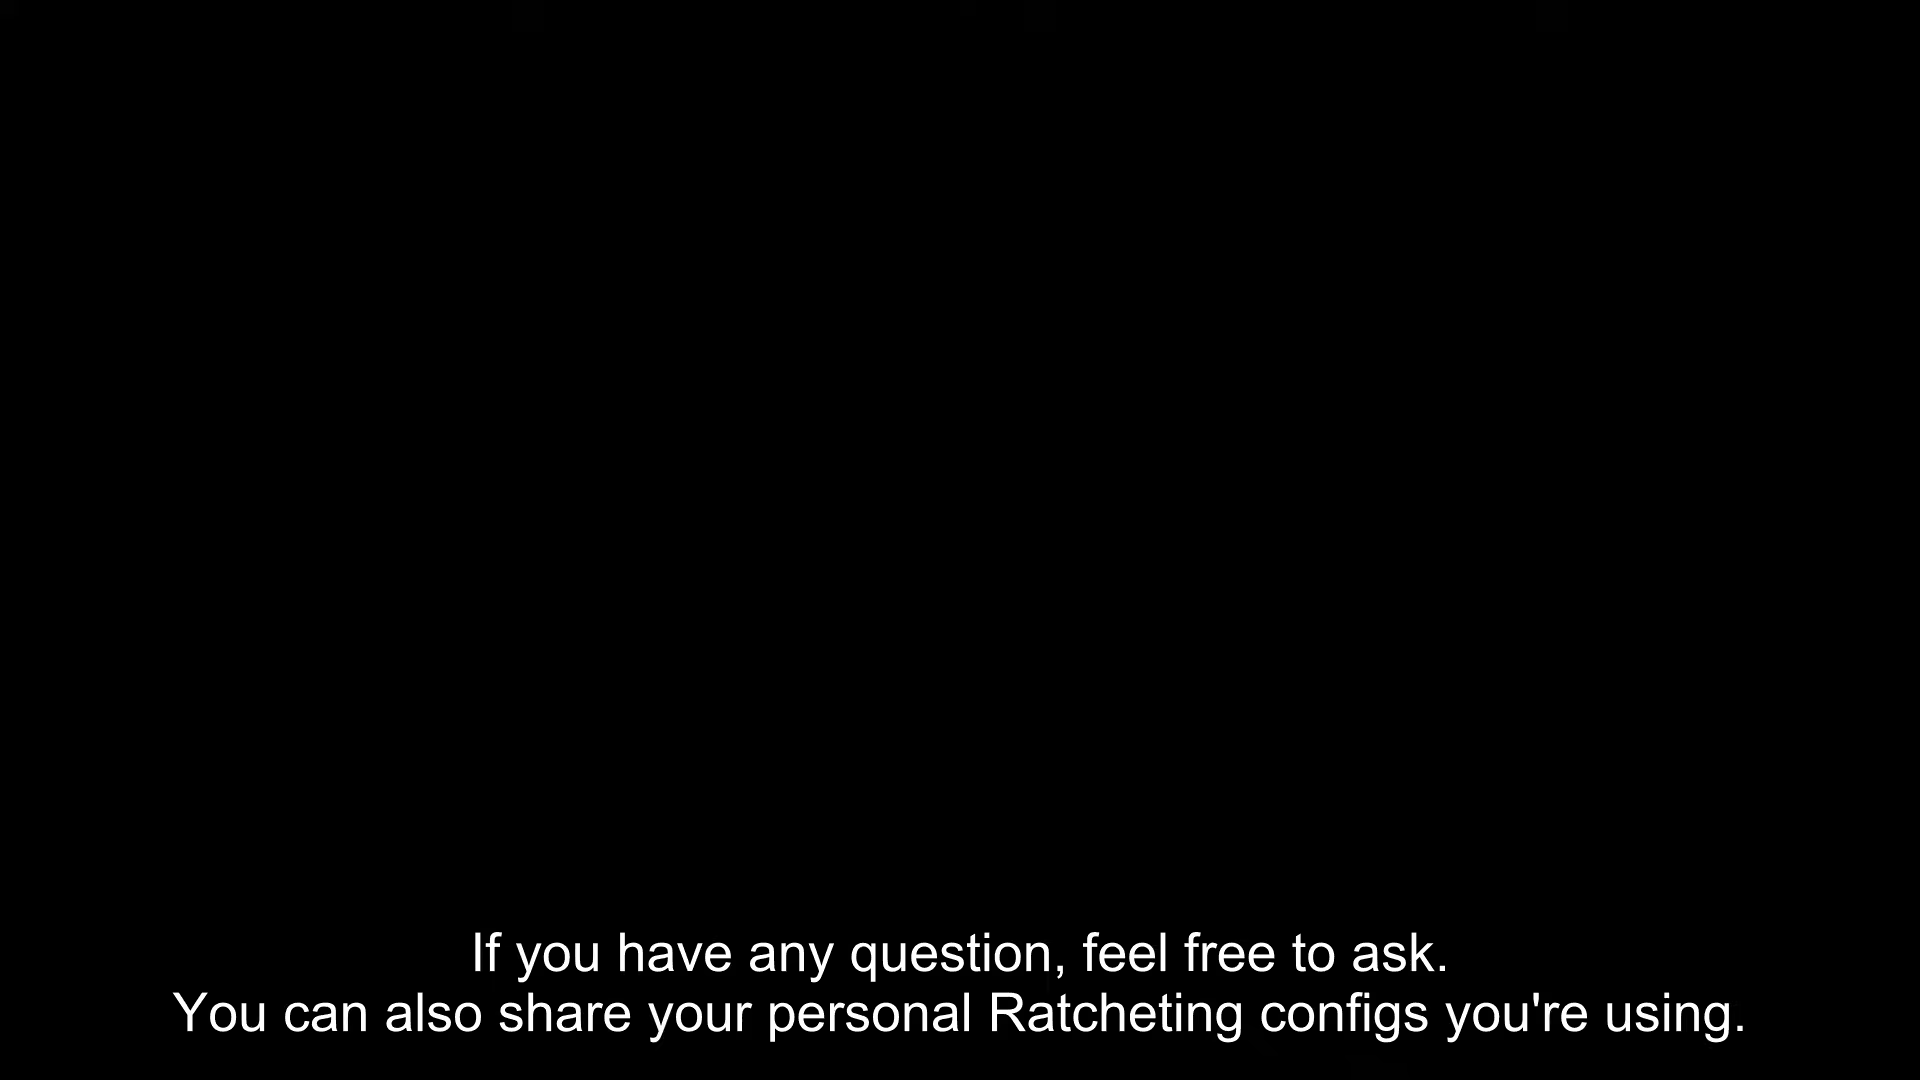 If you have any question, feel free to ask.
You can also share your personal Ratcheting configs you're using.